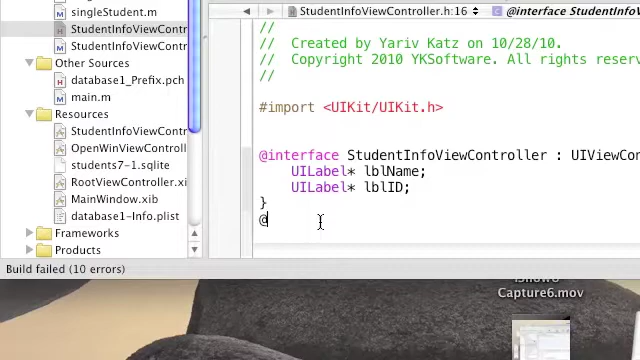 singleStudent.m
StudentInfoViewContr
StudentInfoViewContr
Other Sources
database1_Prefix.pch
main.m
Resources
StudentInfoViewContr
OpenWinViewControlle
students7-1.sqlite
RootViewController.xi
MainWindow.xib
database1-Info.plist
Frameworks
Products
StudentInfoViewController.h:16
@interface StudentInfoV
//
// Created by Yariv Katz on 10/28/10.
// Copyright 2010 YKSoftware. All rights reserv
//
#import <UIKit/UIKit.h>
@interface StudentInfoViewController : UIViewCon
UILabel* lblName;
UILabel* lblID;
}
@
Build failed (10 errors)
Capture6.mov